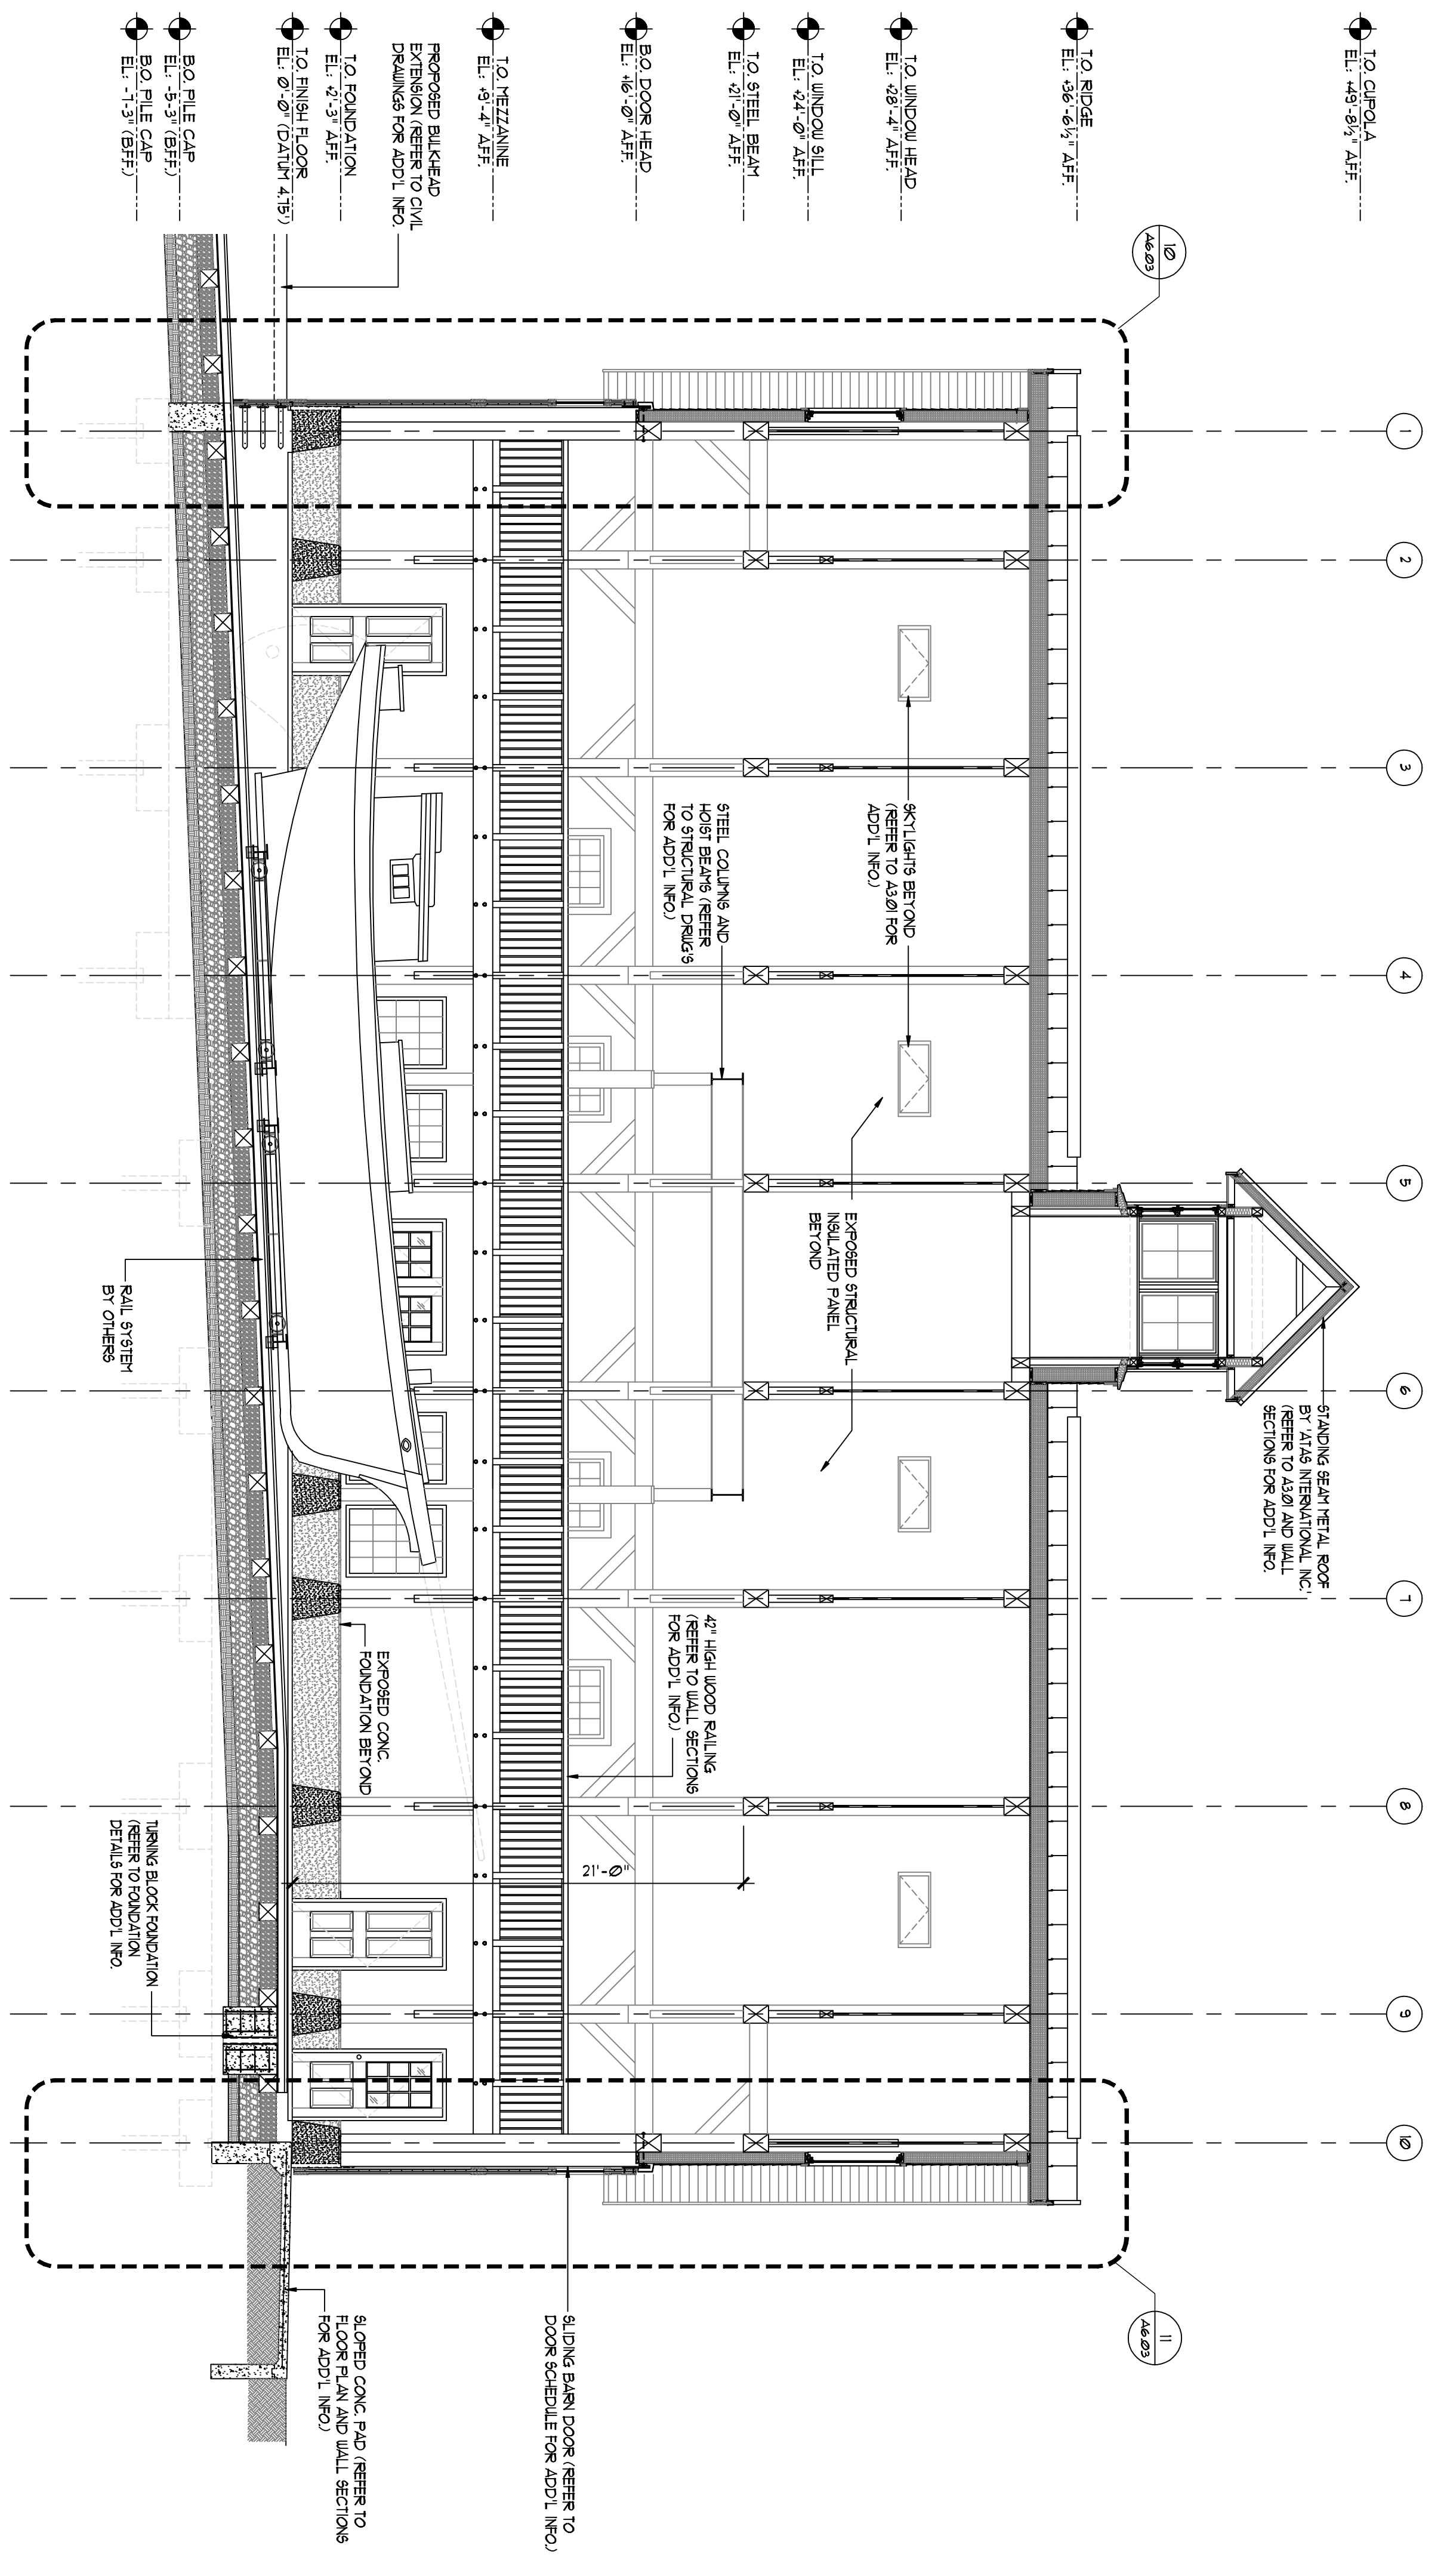 T.O. CUPOLA
EL: +49'-8½" A.F.F.
T.O. RIDGE
EL: +36'-6½" A.F.F.
T.O. WINDOW HEAD
EL: +28'-4" A.F.F.
T.O. WINDOW SILL
EL: +24'-0" A.F.F.
T.O. STEEL BEAM
EL: +21'-0" A.F.F.
B.O. DOOR HEAD
EL: +16'-0" A.F.F.
T.O. MEZZANINE
EL: +9'-4" A.F.F.
T.O. FOUNDATION
EL: +2'-3" A.F.F.
T.O. FINISH FLOOR
EL: 0'-0" (DATUM 4.75')
B.O. PILE CAP
EL: -5'-3" (B.F.F.)
B.O. PILE CAP
EL: -7'-3" (B.F.F.)
PROPOSED BULKHEAD
EXTENSION (REFER TO CIVIL
DRAWINGS FOR ADD'L INFO.
10
A6.03
1
2
3
4
5
6
7
8
9
10
STANDING SEAM METAL ROOF
BY 'ATAS INTERNATIONAL INC.'
(REFER TO A3.01 AND WALL
SECTIONS FOR ADD'L INFO.
SKYLIGHTS BEYOND
(REFER TO A3.01 FOR
ADD'L INFO.)
STEEL COLUMNS AND
HOIST BEAMS (REFER
TO STRUCTURAL DRWG'S
FOR ADD'L INFO.)
EXPOSED STRUCTURAL
INSULATED PANEL
BEYOND
42" HIGH WOOD RAILING
(REFER TO WALL SECTIONS
FOR ADD'L INFO.)
21'-0"
EXPOSED CONC.
FOUNDATION BEYOND
RAIL SYSTEM
BY OTHERS
TURNING BLOCK FOUNDATION
(REFER TO FOUNDATION
DETAILS FOR ADD'L INFO.
11
A6.03
SLIDING BARN DOOR (REFER TO
DOOR SCHEDULE FOR ADD'L INFO.)
SLOPED CONC. PAD (REFER TO
FLOOR PLAN AND WALL SECTIONS
FOR ADD'L INFO.)